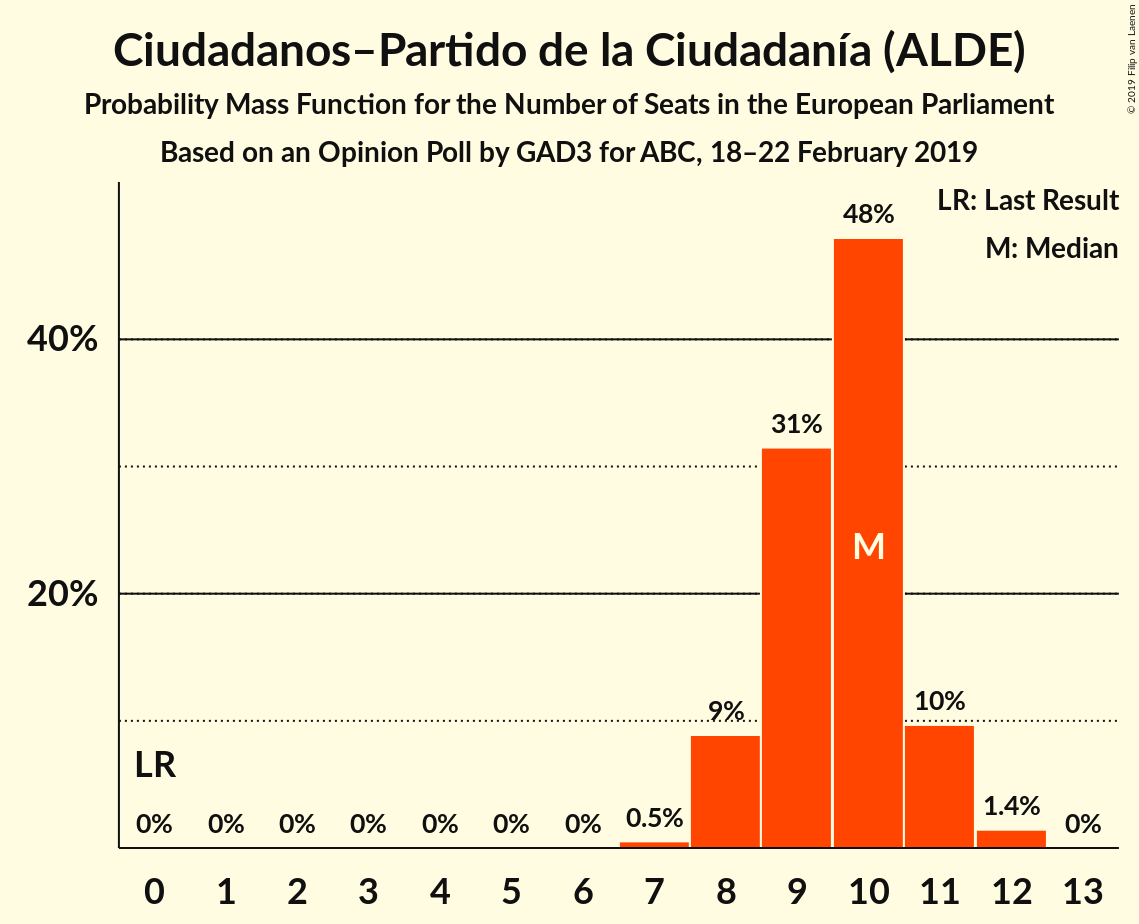 Ciudadanos–Partido de la Ciudadanía (ALDE)
Probability Mass Function for the Number of Seats in the European Parliament
Based on an Opinion Poll by GAD3 for ABC, 18–22 February 2019
© 2019 Filip van Laenen
LR: Last Result
M: Median
48%
40%
31%
M
20%
10%
9%
LR
1.4%
0% 0% 0% 0% 0% 0% 0% 0.5% 0%
0 1 2 3 4 5 6 7 8 9 10 11 12 13